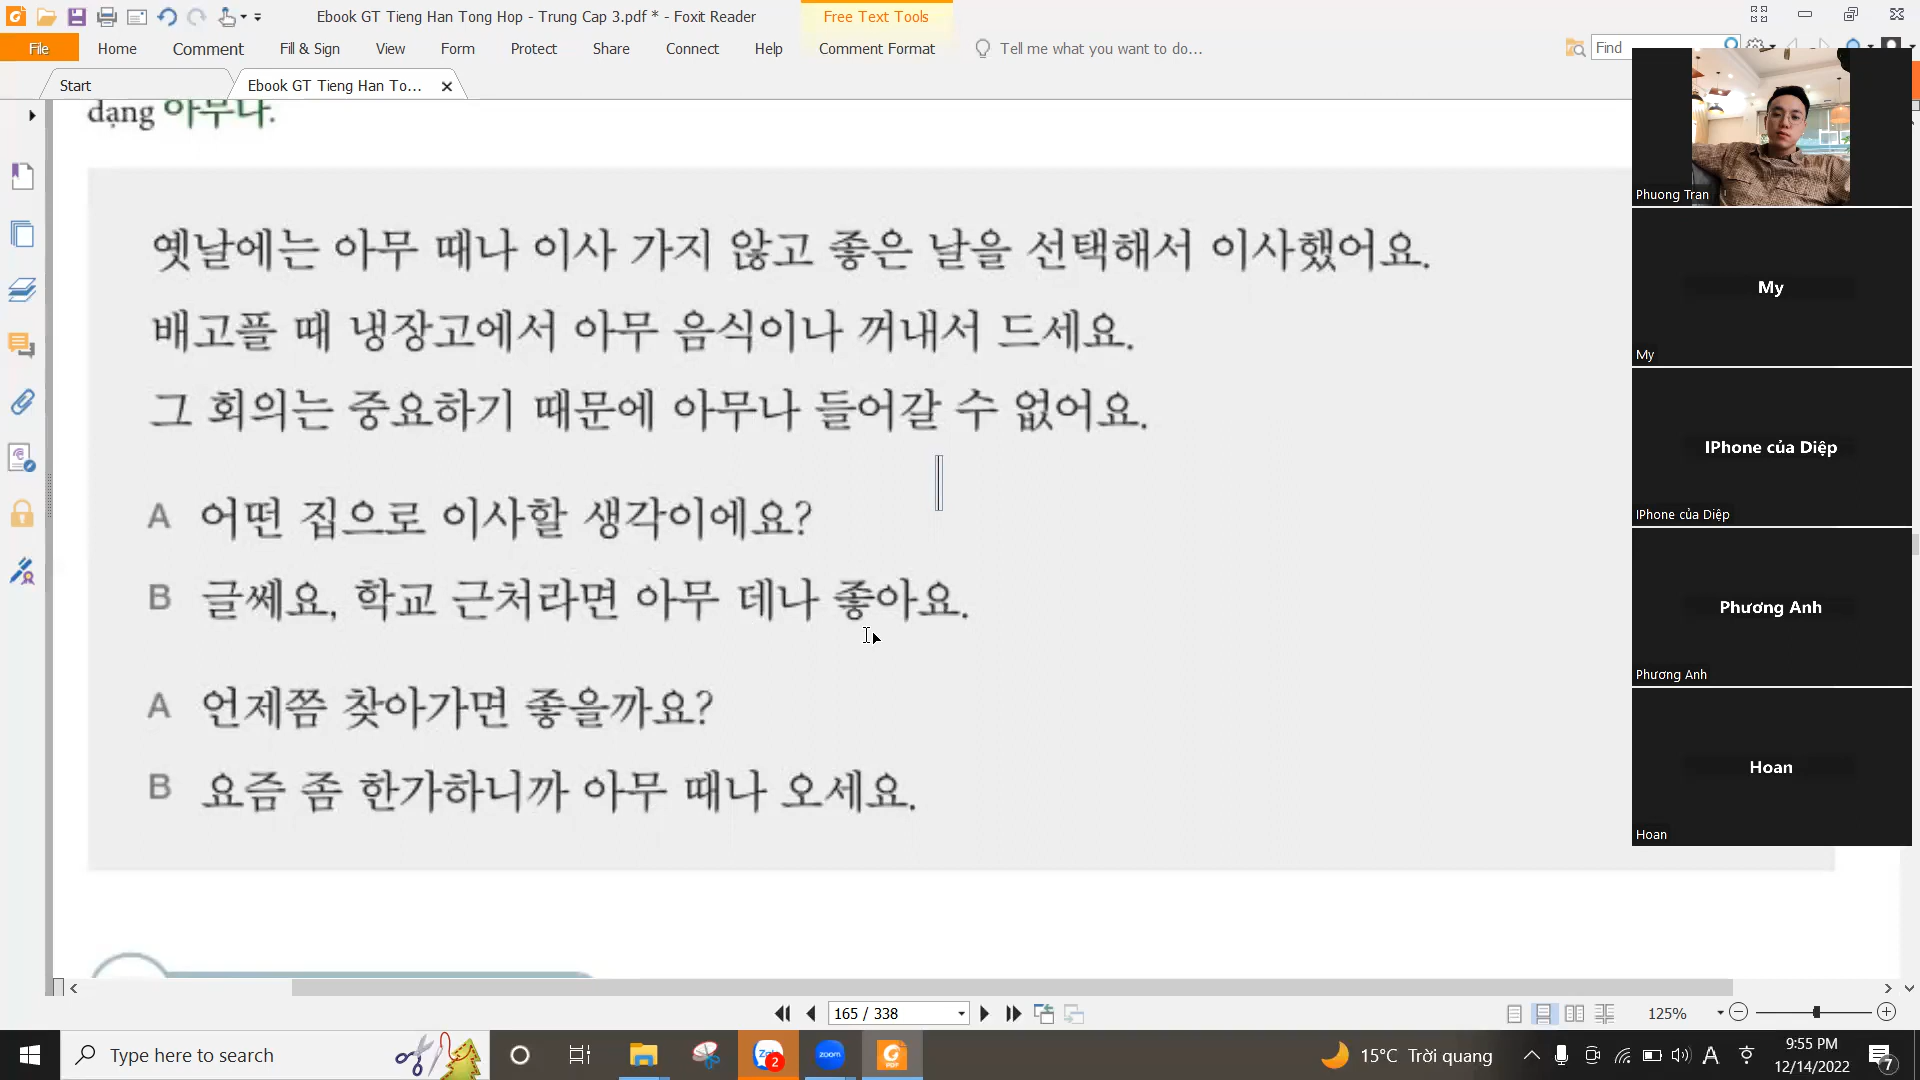 Ebook GT Tieng Han Tong Hop - Trung Cap 3.pdf * - Foxit Reader
Free Text Tools
File
Home
Comment
Fill & Sign
View
Form
Protect
Share
Connect
Help
Comment Format
Tell me what you want to do...
Find
Start
Ebook GT Tieng Han To...
dạng 아무나.
옛날에는 아무 때나 이사 가지 않고 좋은 날을 선택해서 이사했어요.
배고플 때 냉장고에서 아무 음식이나 꺼내서 드세요.
그 회의는 중요하기 때문에 아무나 들어갈 수 없어요.
A 어떤 집으로 이사할 생각이에요?
B 글쎄요, 학교 근처라면 아무 데나 좋아요.
A 언제쯤 찾아가면 좋을까요?
B 요즘 좀 한가하니까 아무 때나 오세요.
Phuong Tran
My
My
IPhone của Diệp
IPhone của Diệp
Phương Anh
Phương Anh
Hoan
Hoan
165 / 338
125%
Type here to search
2
zoom
15°C Trời quang
A
9:55 PM
12/14/2022
7